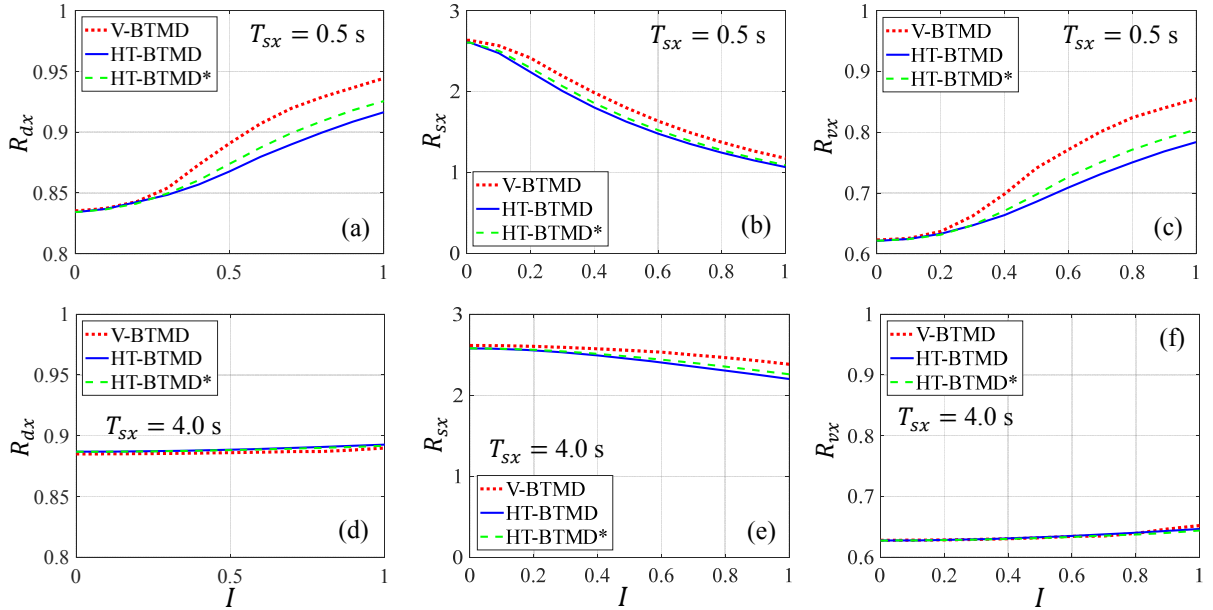 1
0.95
0.9
0.85
0.8
R_dx
V-BTMD
HT-BTMD
HT-BTMD*
T_sx = 0.5 s
(a)
0
0.5
1
3
2
1
0
R_sx
T_sx = 0.5 s
V-BTMD
HT-BTMD
HT-BTMD*
(b)
0 0.2 0.4 0.6 0.8 1
1
0.9
0.8
0.7
0.6
R_vx
V-BTMD
HT-BTMD
HT-BTMD*
T_sx = 0.5 s
(c)
0 0.2 0.4 0.6 0.8 1
1
0.95
0.9
0.85
0.8
R_dx
V-BTMD
HT-BTMD
HT-BTMD*
T_sx = 4.0 s
(d)
0
0.5
1
I
3
2
1
0
R_sx
T_sx = 4.0 s
V-BTMD
HT-BTMD
HT-BTMD*
(e)
0 0.2 0.4 0.6 0.8 1
I
1
0.9
0.8
0.7
0.6
R_vx
V-BTMD
HT-BTMD
HT-BTMD*
(f)
T_sx = 4.0 s
0 0.2 0.4 0.6 0.8 1
I